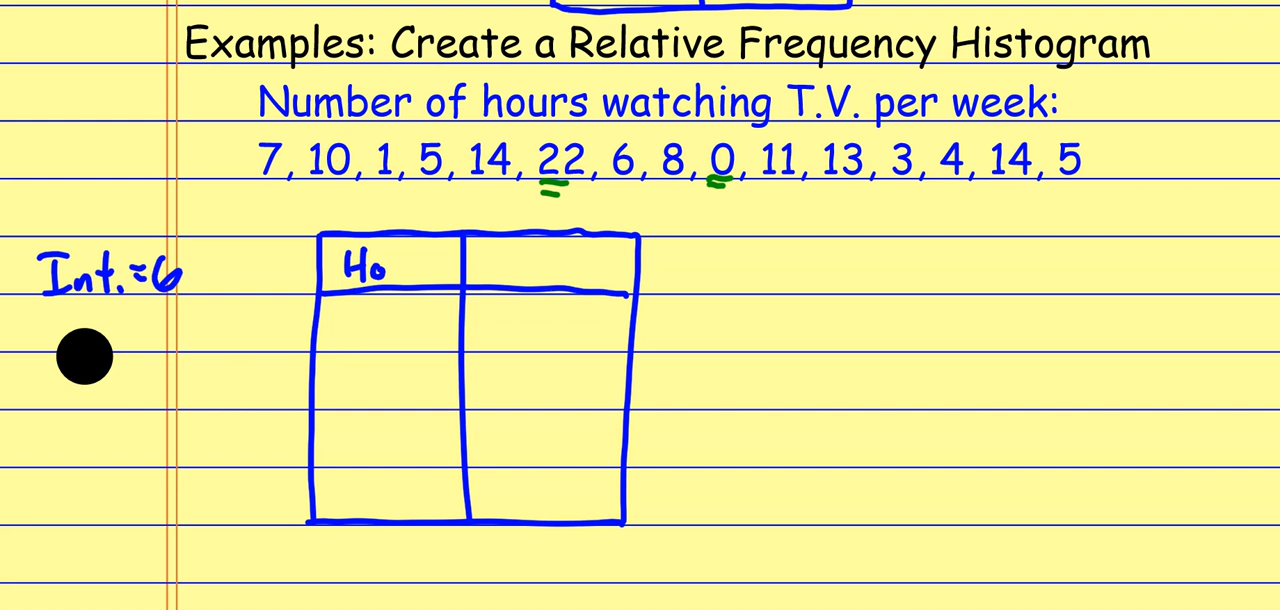 Examples: Create a Relative Frequency Histogram
Number of hours watching T.V. per week:
7, 10, 1, 5, 14, 22, 6, 8, 0, 11, 13, 3, 4, 14, 5
Int. = 6
Ho